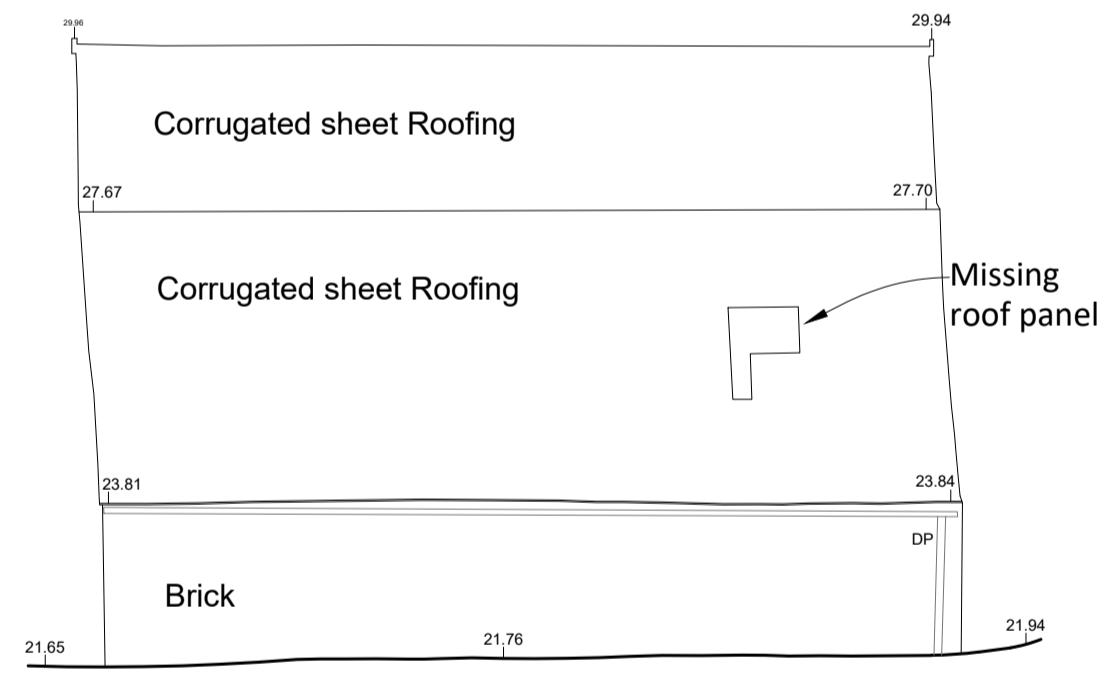 29.96
29.94
Corrugated sheet Roofing
27.67
27.70
Corrugated sheet Roofing
Missing
roof panel
23.81
23.84
DP
Brick
21.65
21.76
21.94